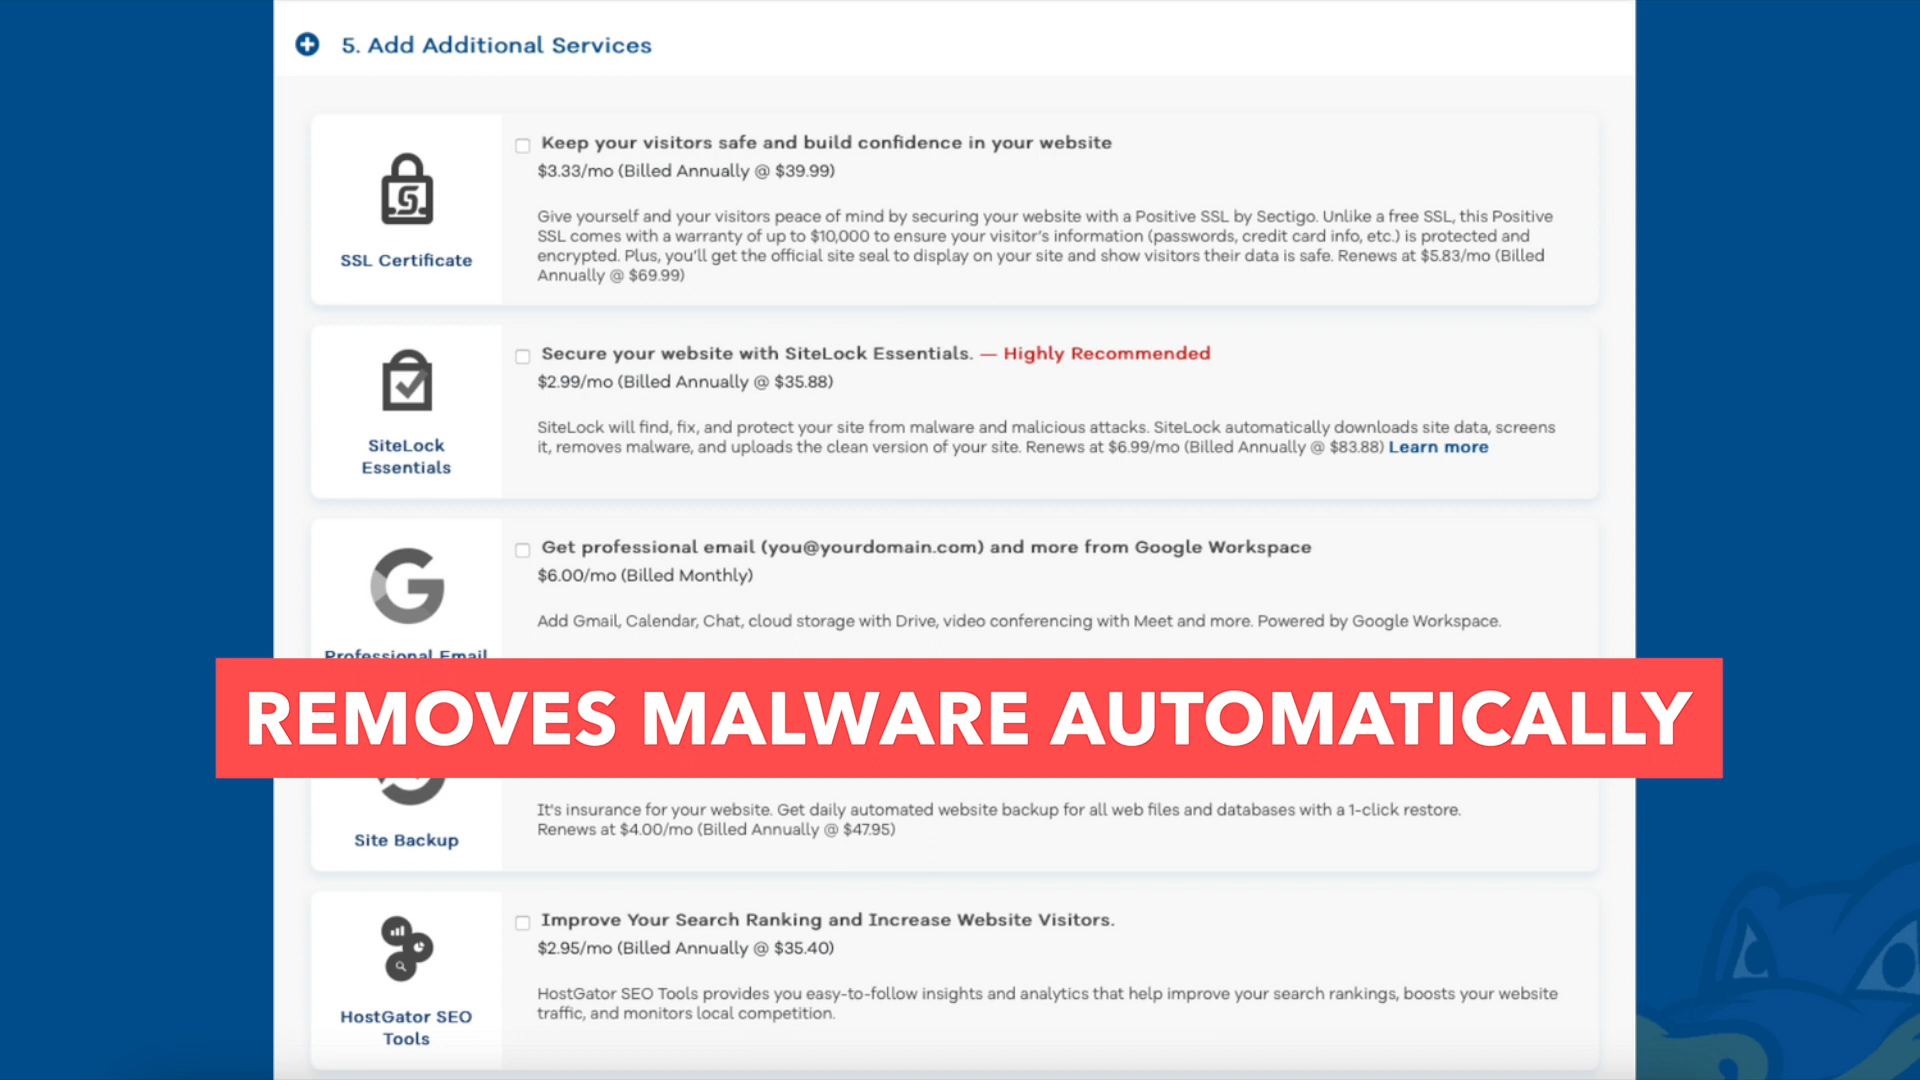 5. Add Additional Services
SSL Certificate
Keep your visitors safe and build confidence in your website
$3.33/mo (Billed Annually @ $39.99)
Give yourself and your visitors peace of mind by securing your website with a Positive SSL by Sectigo. Unlike a free SSL, this Positive
SSL comes with a warranty of up to $10,000 to ensure your visitor's information (passwords, credit card info, etc.) is protected and
encrypted. Plus, you'll get the official site seal to display on your site and show visitors their data is safe. Renews at $5.83/mo (Billed
Annually @ $69.99)
SiteLock
Essentials
Secure your website with SiteLock Essentials. — Highly Recommended
$2.99/mo (Billed Annually @ $35.88)
SiteLock will find, fix, and protect your site from malware and malicious attacks. SiteLock automatically downloads site data, screens
it, removes malware, and uploads the clean version of your site. Renews at $6.99/mo (Billed Annually @ $83.88) Learn more
Professional Email
Get professional email (you@yourdomain.com) and more from Google Workspace
$6.00/mo (Billed Monthly)
Add Gmail, Calendar, Chat, cloud storage with Drive, video conferencing with Meet and more. Powered by Google Workspace.
REMOVES MALWARE AUTOMATICALLY
Site Backup
It's insurance for your website. Get daily automated website backup for all web files and databases with a 1-click restore.
Renews at $4.00/mo (Billed Annually @ $47.95)
HostGator SEO
Tools
Improve Your Search Ranking and Increase Website Visitors.
$2.95/mo (Billed Annually @ $35.40)
HostGator SEO Tools provides you easy-to-follow insights and analytics that help improve your search rankings, boosts your website
traffic, and monitors local competition.